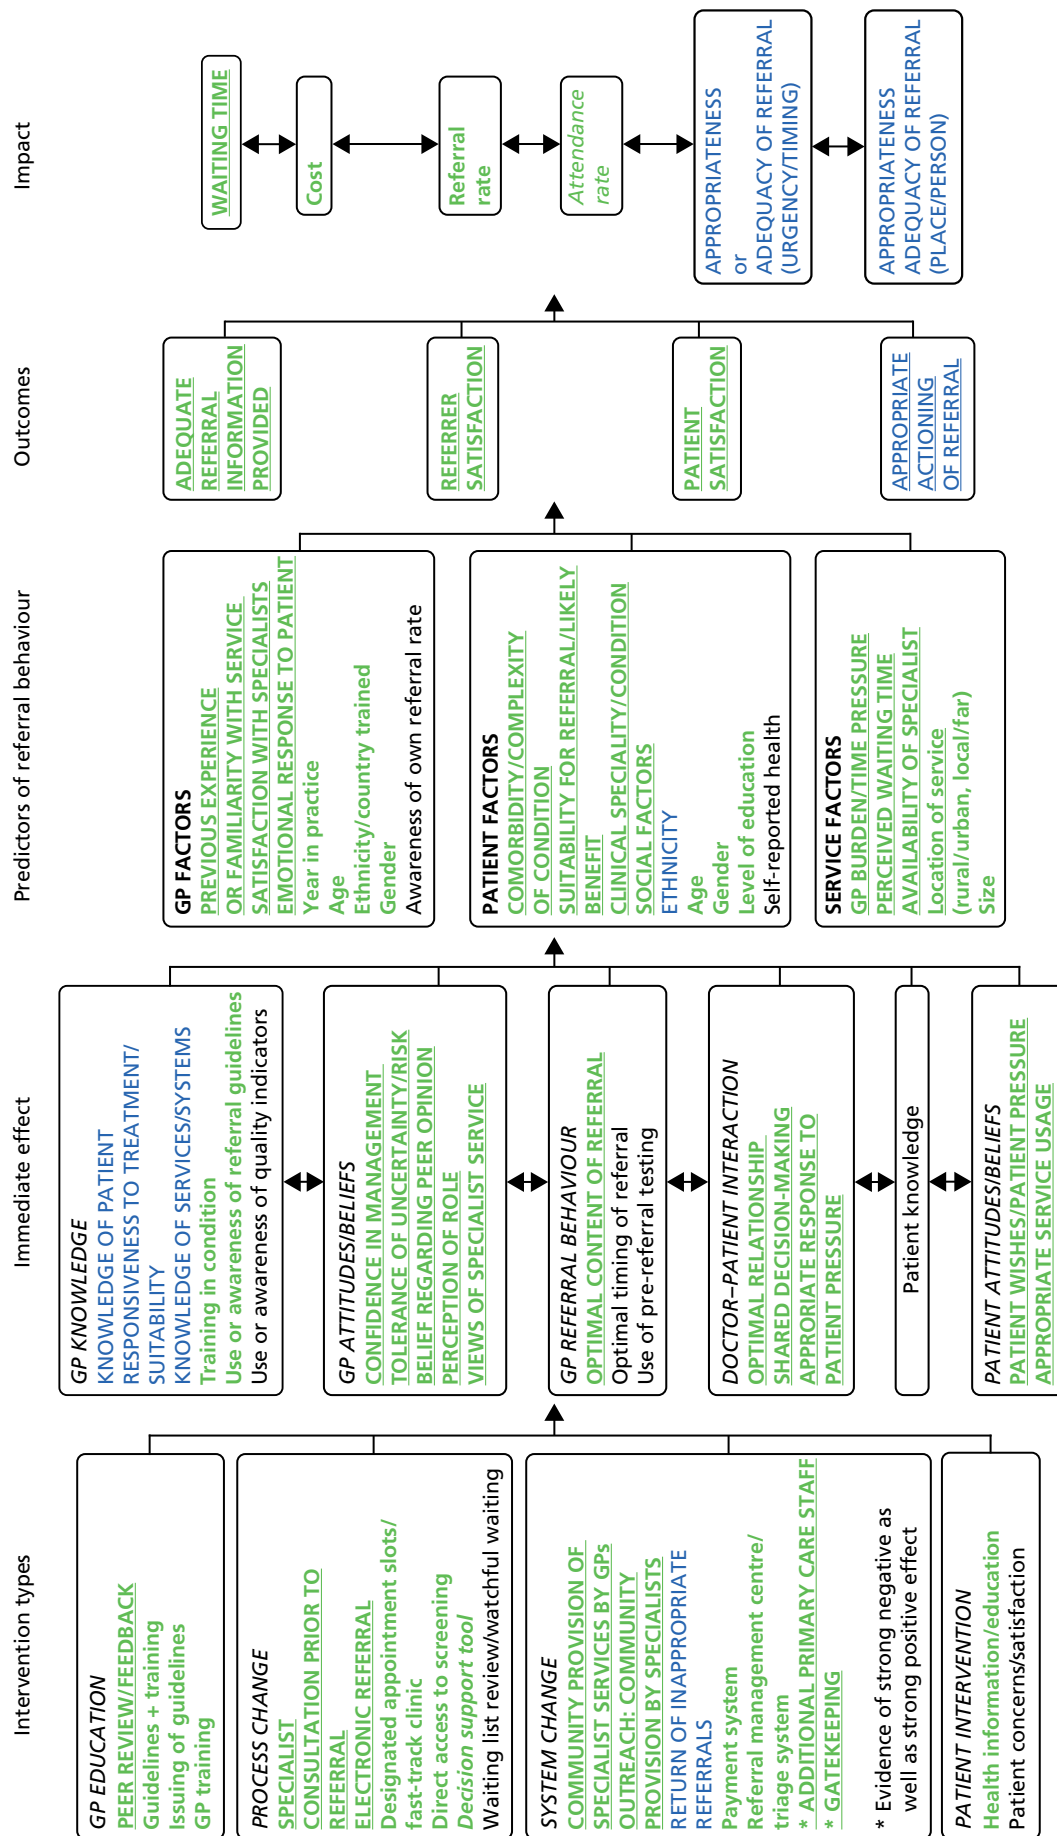 Intervention types
GP EDUCATION
PEER REVIEW/FEEDBACK
Guidelines + training
Issuing of guidelines
GP training
PROCESS CHANGE
SPECIALIST
CONSULTATION PRIOR TO
REFERRAL
ELECTRONIC REFERRAL
Designated appointment slots/
fast-track clinic
Direct access to screening
Decision support tool
Waiting list review/watchful waiting
SYSTEM CHANGE
COMMUNITY PROVISION OF
SPECIALIST SERVICES BY GPs
OUTREACH: COMMUNITY
PROVISION BY SPECIALISTS
RETURN OF INAPPROPRIATE
REFERRALS
Payment system
Referral management centre/
triage system
* ADDITIONAL PRIMARY CARE STAFF
* GATEKEEPING
* Evidence of strong negative as
well as strong positive effect
PATIENT INTERVENTION
Health information/education
Patient concerns/satisfaction
Immediate effect
GP KNOWLEDGE
KNOWLEDGE OF PATIENT
RESPONSIVENESS TO TREATMENT/
SUITABILITY
KNOWLEDGE OF SERVICES/SYSTEMS
Training in condition
Use or awareness of referral guidelines
Use or awareness of quality indicators
GP ATTITUDES/BELIEFS
CONFIDENCE IN MANAGEMENT
TOLERANCE OF UNCERTAINTY/RISK
BELIEF REGARDING PEER OPINION
PERCEPTION OF ROLE
VIEWS OF SPECIALIST SERVICE
GP REFERRAL BEHAVIOUR
OPTIMAL CONTENT OF REFERRAL
Optimal timing of referral
Use of pre-referral testing
DOCTOR–PATIENT INTERACTION
OPTIMAL RELATIONSHIP
SHARED DECISION-MAKING
APPROPRIATE RESPONSE TO
PATIENT PRESSURE
Patient knowledge
PATIENT ATTITUDES/BELIEFS
PATIENT WISHES/PATIENT PRESSURE
APPROPRIATE SERVICE USAGE
Predictors of referral behaviour
GP FACTORS
PREVIOUS EXPERIENCE
OR FAMILIARITY WITH SERVICE
SATISFACTION WITH SPECIALISTS
EMOTIONAL RESPONSE TO PATIENT
Year in practice
Age
Ethnicity/country trained
Gender
Awareness of own referral rate
PATIENT FACTORS
COMORBIDITY/COMPLEXITY
OF CONDITION
SUITABILITY FOR REFERRAL/LIKELY
BENEFIT
CLINICAL SPECIALITY/CONDITION
SOCIAL FACTORS
ETHNICITY
Age
Gender
Level of education
Self-reported health
SERVICE FACTORS
GP BURDEN/TIME PRESSURE
PERCEIVED WAITING TIME
AVAILABILITY OF SPECIALIST
Location of service
(rural/urban, local/far)
Size
Outcomes
ADEQUATE
REFERRAL
INFORMATION
PROVIDED
REFERRER
SATISFACTION
PATIENT
SATISFACTION
APPROPRIATE
ACTIONING
OF REFERRAL
Impact
WAITING TIME
Cost
Referral
rate
Attendance
rate
APPROPRIATENESS
or
ADEQUACY OF REFERRAL
(URGENCY/TIMING)
APPROPRIATENESS
ADEQUACY OF REFERRAL
(PLACE/PERSON)